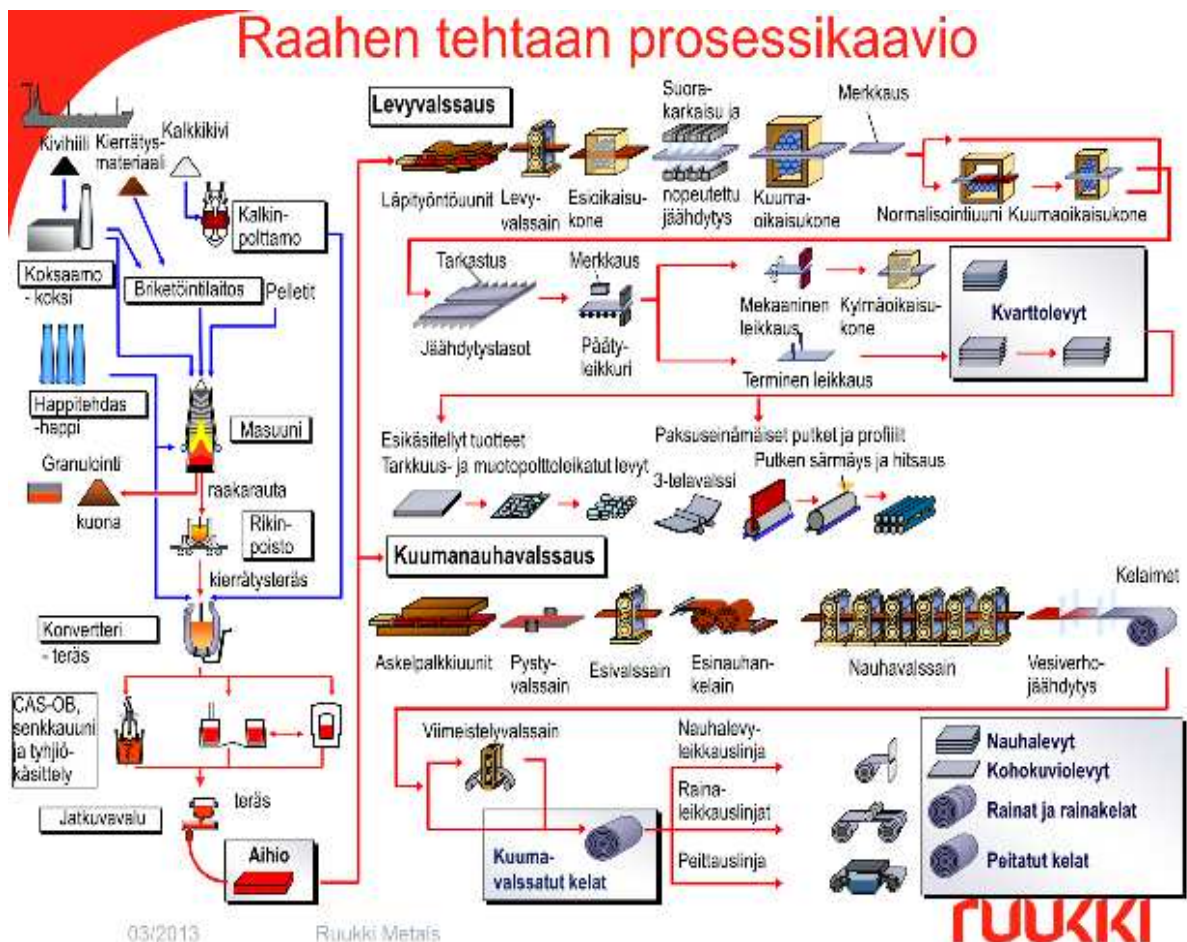 Raahen tehtaan prosessikaavio
Kivihiili
Kierrätys-
materiaali
Kalkkikivi
Kalkin-
polttamo
Koksaamo
- koksi
Briketöintilaitos
Pelletit
Happitehdas
-happi
Masuuni
Granulointi
kuona
raakarauta
Rikin-
poisto
kierrätysteräs
Konvertteri
- teräs
CAS-OB,
senkkauuni
ja tyhjiö-
käsittely
Jatkuvavalu
teräs
Aihio
Levyvalssaus
Läpityöntöuunit
Levy-
valssain
Esioikaisu-
kone
Suora-
karkaisu ja
nopeutettu
jäähdytys
Kuuma-
oikaisukone
Merkkaus
Normalisointiuuni
Kuumaoikaisukone
Tarkastus
Jäähdytystasot
Merkkaus
Pääty-
leikkuri
Mekaaninen
leikkaus
Kylmäoikaisu-
kone
Terminen leikkaus
Kvarttolevyt
Esikäsitellyt tuotteet
Tarkkuus- ja muotopolttoleikatut levyt
Paksuseinämäiset putket ja profiilit
Putken särmäys ja hitsaus
3-telavalssi
Kuumanauhavalssaus
Askelpalkkiuunit
Pysty-
valssain
Esivalssain
Esinauhan-
kelain
Nauhavalssain
Vesiverho-
jäähdytys
Kelaimet
Viimeistelyvalssain
Kuuma-
valssatut kelat
Nauhalevy-
leikkauslinja
Raina-
leikkauslinjat
Peittauslinja
Nauhalevyt
Kohokuviolevyt
Rainat ja rainakelat
Peitatut kelat
03/2013
Ruukki Metals
RUUKKI